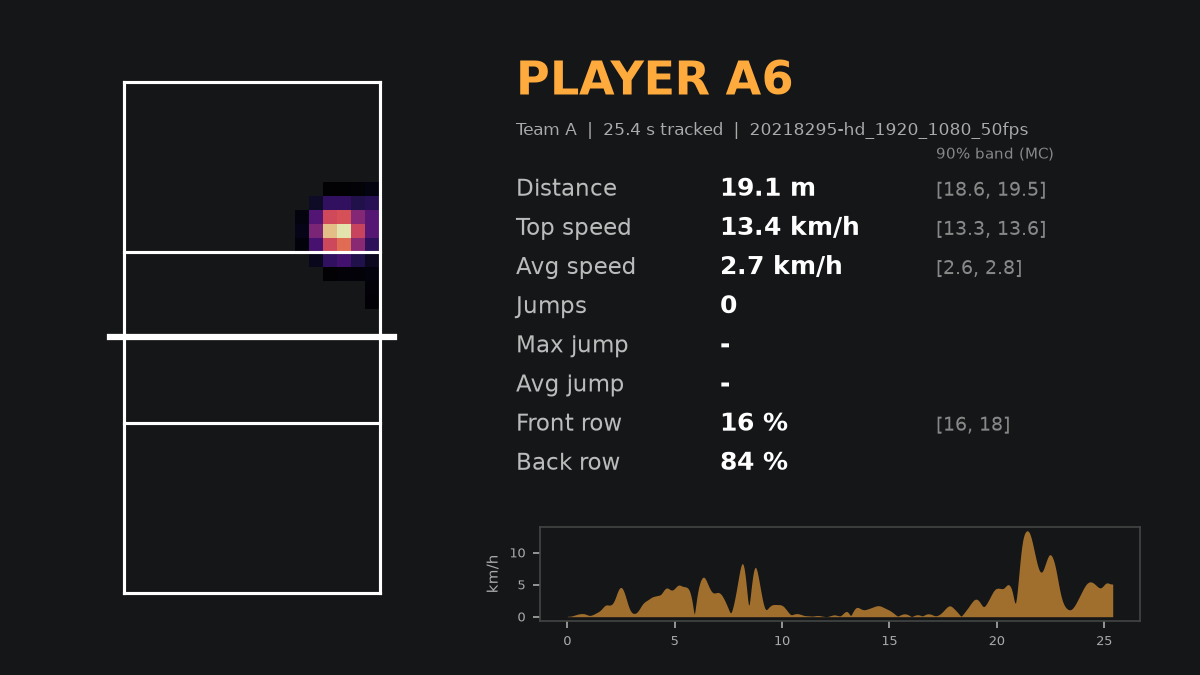 PLAYER A6
Team A | 25.4 s tracked | 20218295-hd_1920_1080_50fps
90% band (MC)
Distance 19.1 m [18.6, 19.5]
Top speed 13.4 km/h [13.3, 13.6]
Avg speed 2.7 km/h [2.6, 2.8]
Jumps 0
Max jump -
Avg jump -
Front row 16 % [16, 18]
Back row 84 %
km/h
10
5
0
0 5 10 15 20 25